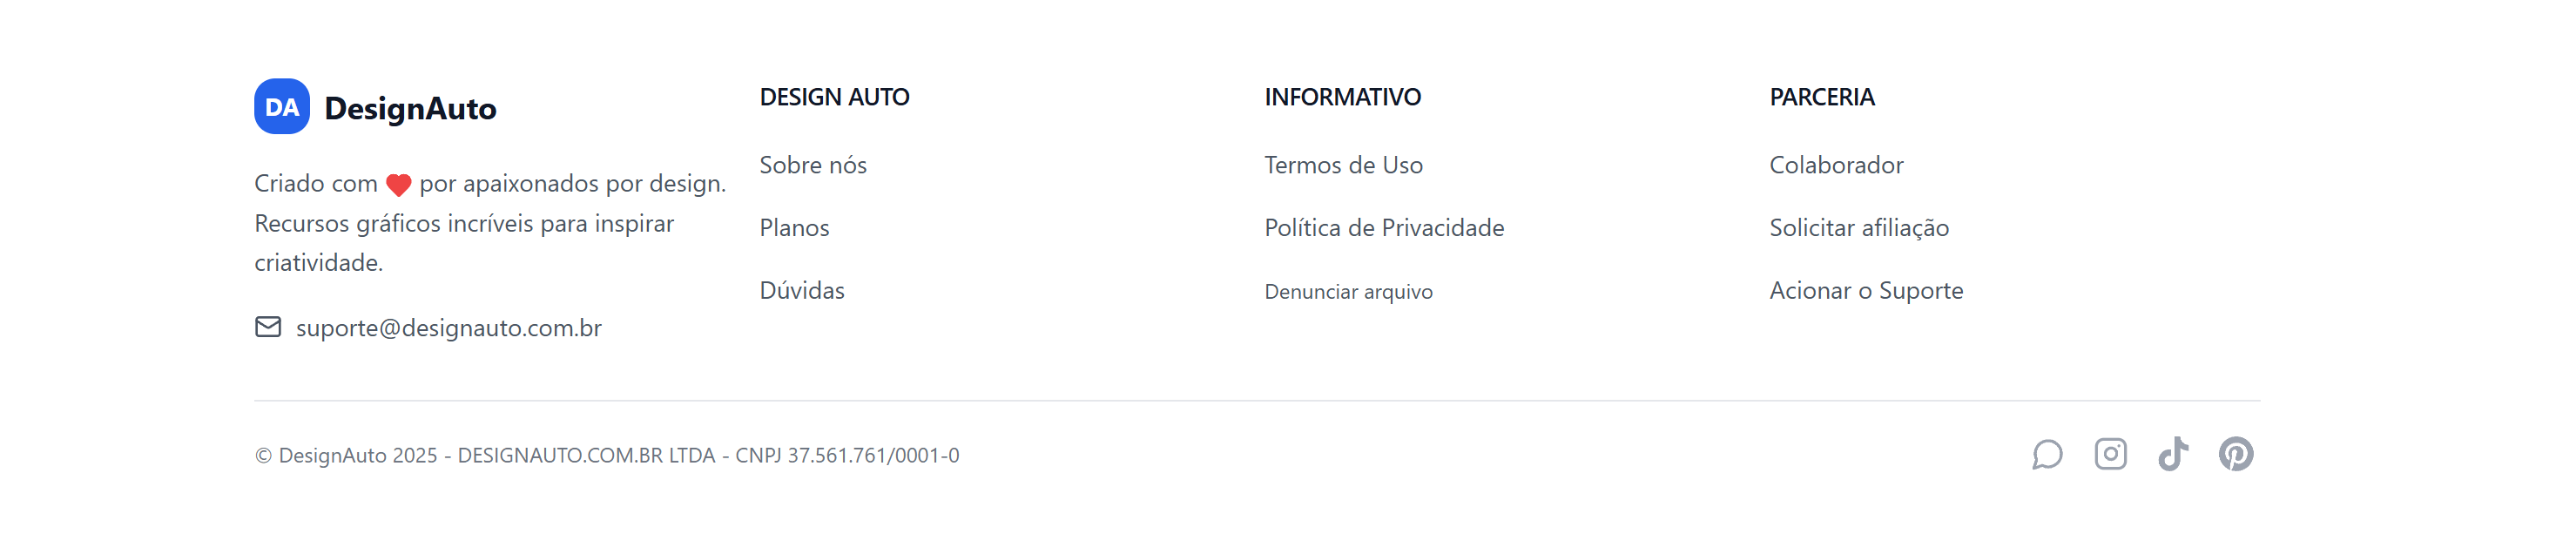 DA DesignAuto
Criado com ❤ por apaixonados por design.
Recursos gráficos incríveis para inspirar
criatividade.
suporte@designauto.com.br
DESIGN AUTO
Sobre nós
Planos
Dúvidas
INFORMATIVO
Termos de Uso
Política de Privacidade
Denunciar arquivo
PARCERIA
Colaborador
Solicitar afiliação
Acionar o Suporte
© DesignAuto 2025 - DESIGNAUTO.COM.BR LTDA - CNPJ 37.561.761/0001-0